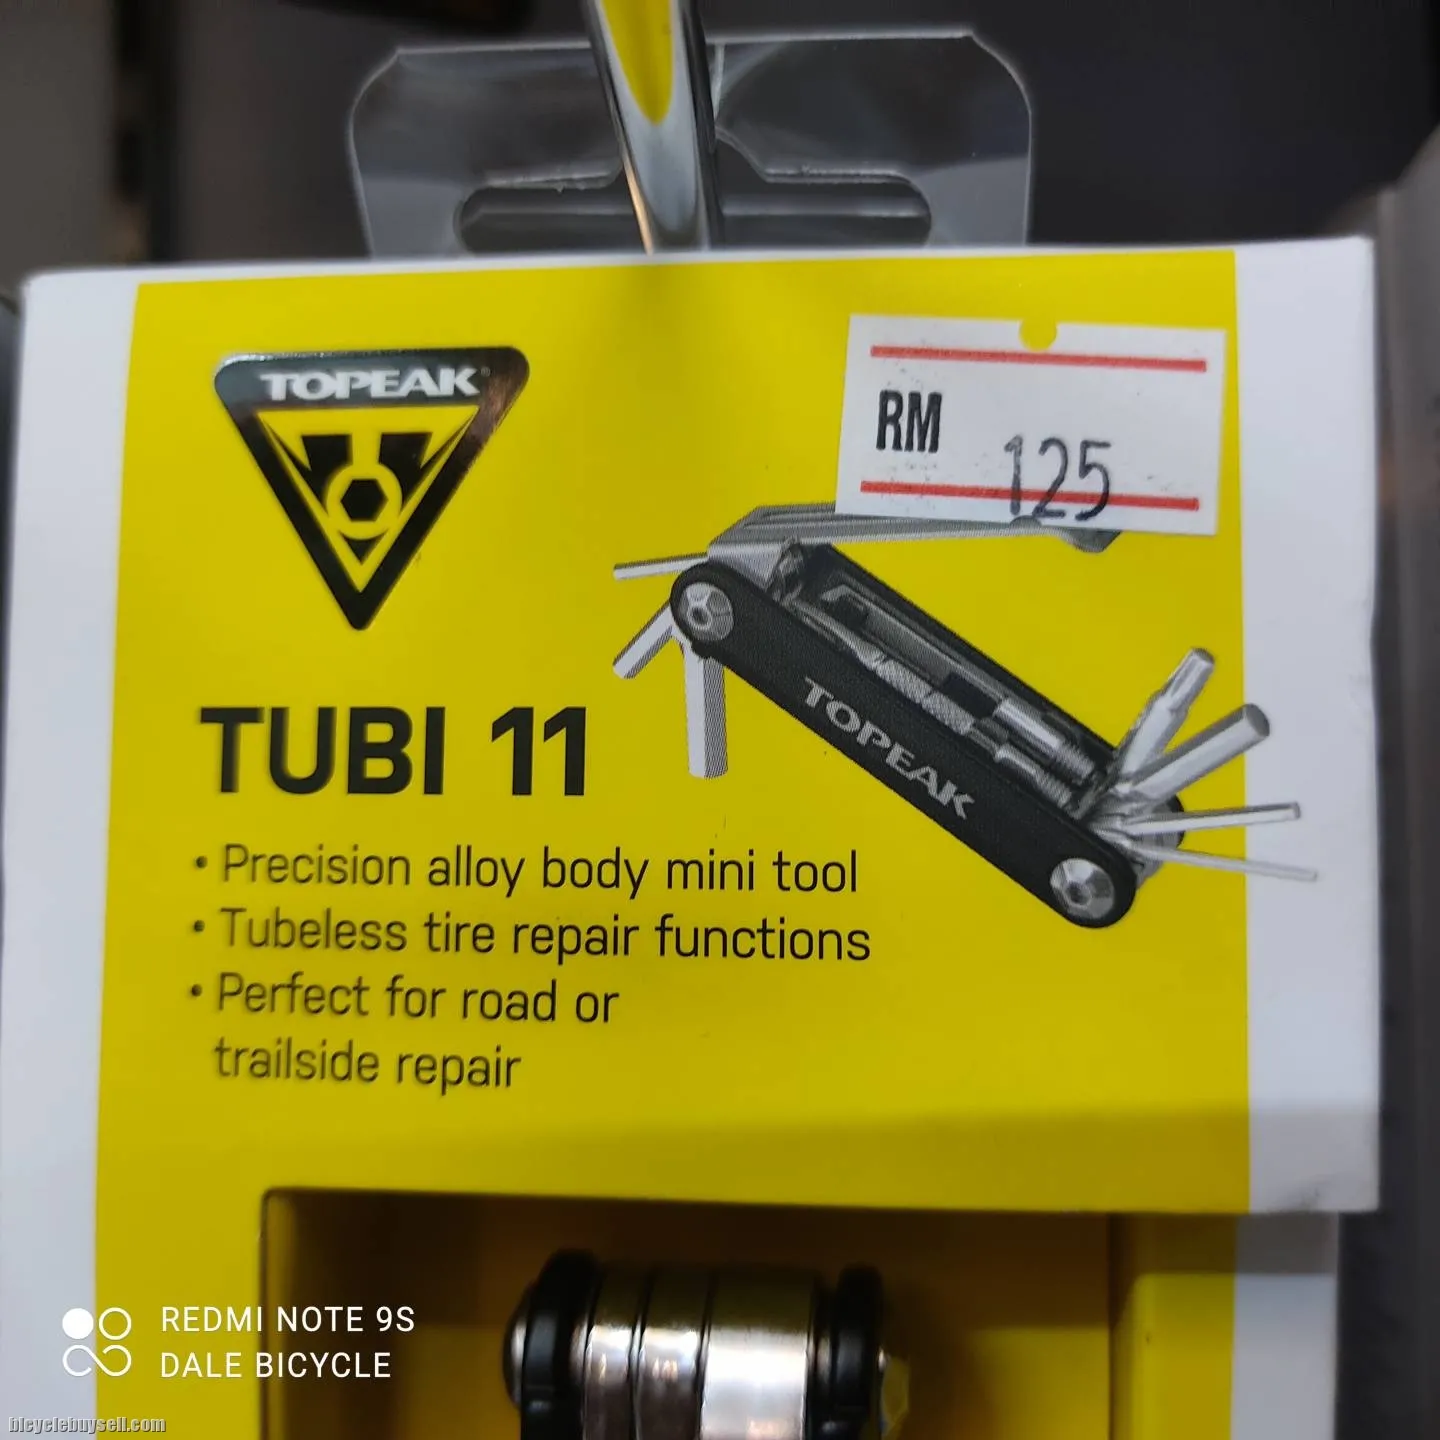 TOPEAK
RM
125
TOPEAK
TUBI 11
• Precision alloy body mini tool
• Tubeless tire repair functions
• Perfect for road or
trailside repair
REDMI NOTE 9S
DALE BICYCLE
bicyclebuysell.com